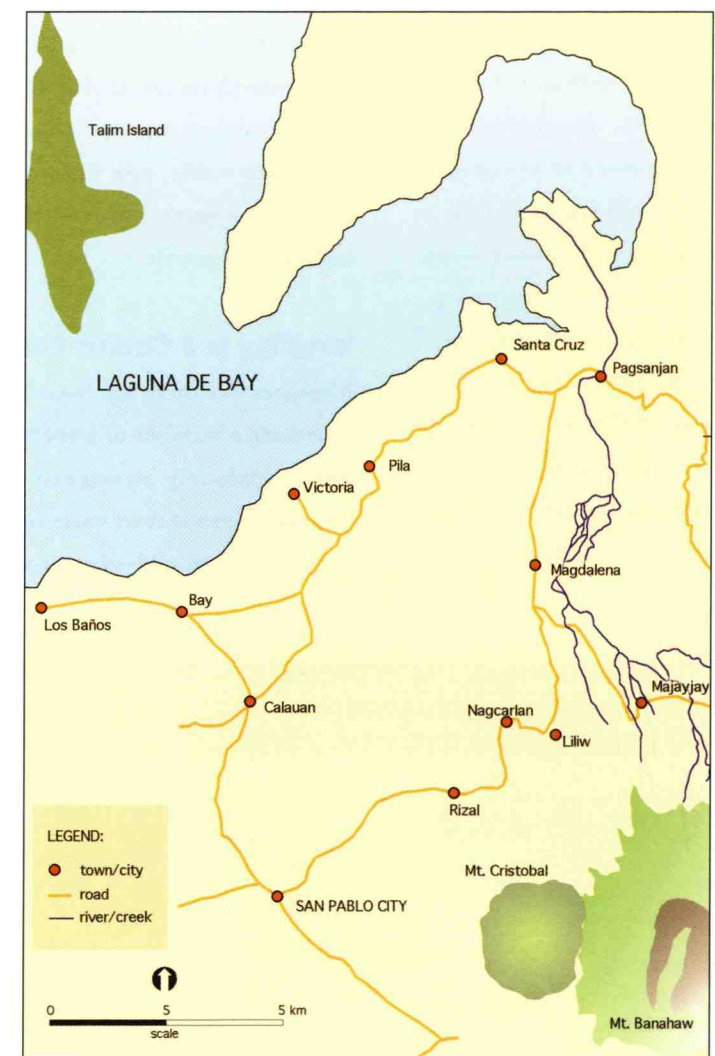 Talim Island
Santa Cruz
Pagsanjan
LAGUNA DE BAY
Pila
Victoria
Magdalena
Bay
Los Baños
Majayjay
Calauan
Nagcarlan
Liliw
Rizal
LEGEND:
town/city
road
river/creek
Mt. Cristobal
SAN PABLO CITY
0 5 5 km
scale
Mt. Banahaw